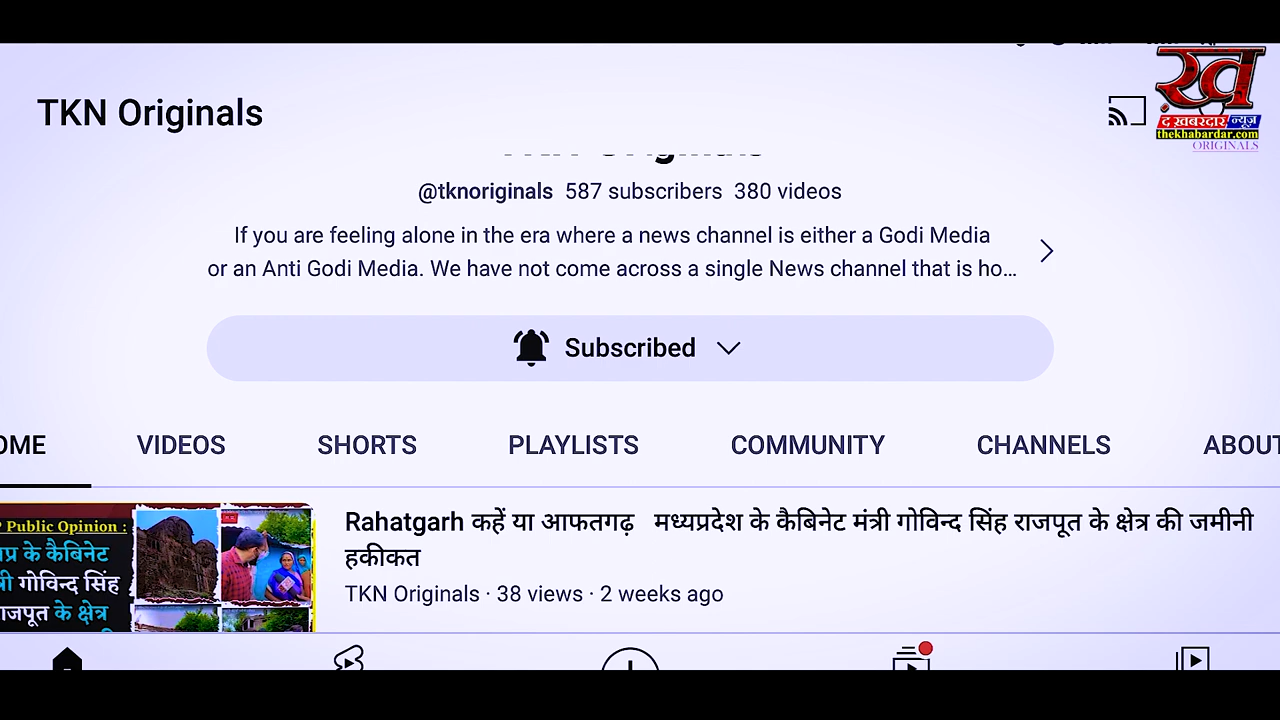 TKN Originals
ख
द ख़बरदार न्यूज़
thekhabardar.com
ORIGINALS
TKN Originals
@tknoriginals 587 subscribers 380 videos
If you are feeling alone in the era where a news channel is either a Godi Media
or an Anti Godi Media. We have not come across a single News channel that is ho...
Subscribed
OME VIDEOS SHORTS PLAYLISTS COMMUNITY CHANNELS ABOUT
P Public Opinion :
प्र के कैबिनेट
त्री गोविन्द सिंह
राजपूत के क्षेत्र
Rahatgarh कहें या आफतगढ़ मध्यप्रदेश के कैबिनेट मंत्री गोविन्द सिंह राजपूत के क्षेत्र की जमीनी
हकीकत
TKN Originals · 38 views · 2 weeks ago